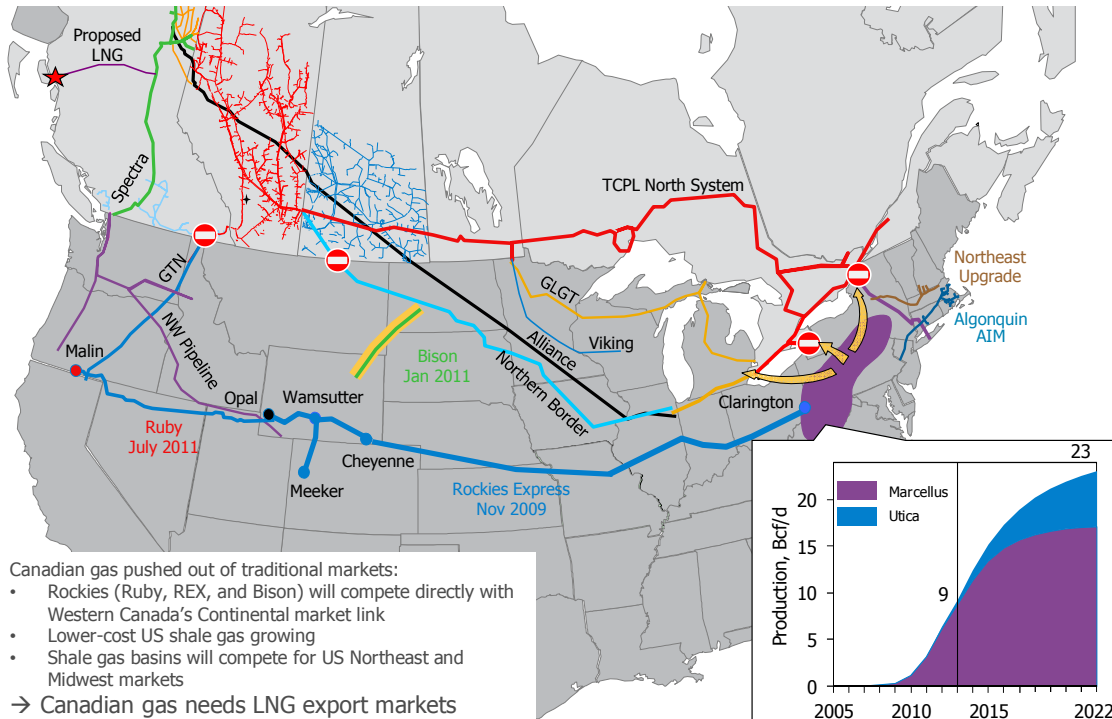 Proposed
LNG
Spectra
TCPL North System
GTN
GLGT
Northeast
Upgrade
Algonquin
AIM
NW Pipeline
Malin
Alliance
Viking
Bison
Jan 2011
Northern Border
Opal
Wamsutter
Clarington
Ruby
July 2011
Cheyenne
Meeker
Rockies Express
Nov 2009
Canadian gas pushed out of traditional markets:
• Rockies (Ruby, REX, and Bison) will compete directly with
Western Canada’s Continental market link
• Lower-cost US shale gas growing
• Shale gas basins will compete for US Northeast and
Midwest markets
→ Canadian gas needs LNG export markets
23
Marcellus
Utica
Production, Bcf/d
20
15
10
5
0
9
2005 2010 2015 2022